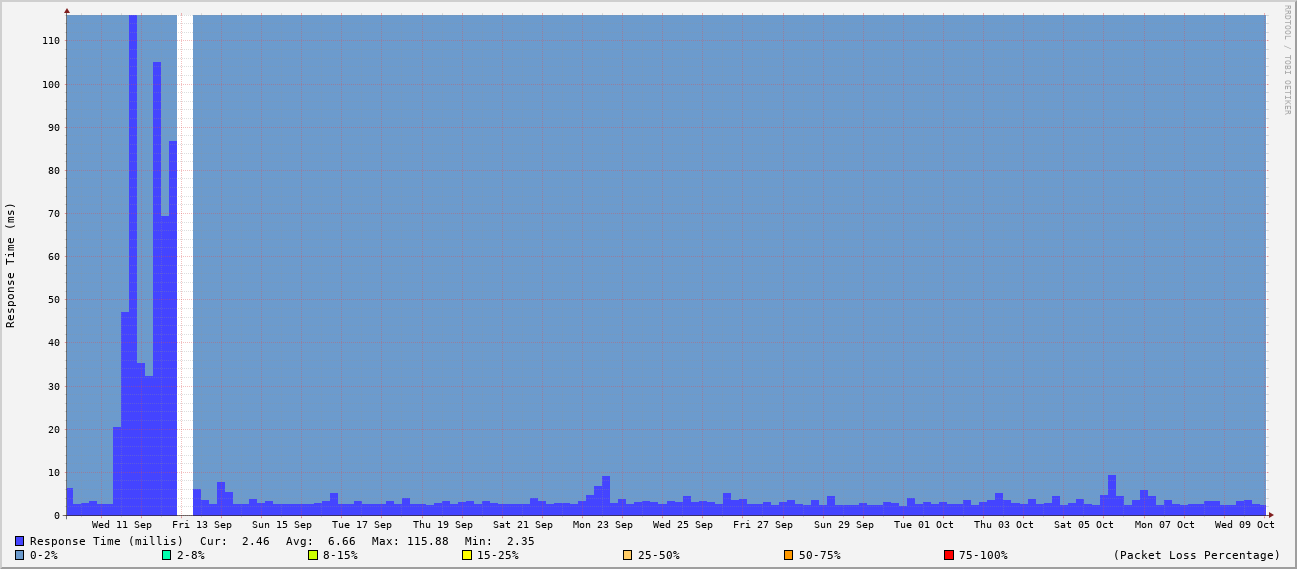 RRDTOOL / TOBI OETIKER
Response Time (ms)
110
100
90
80
70
60
50
40
30
20
10
0
Wed 11 Sep Fri 13 Sep Sun 15 Sep Tue 17 Sep Thu 19 Sep Sat 21 Sep Mon 23 Sep Wed 25 Sep Fri 27 Sep Sun 29 Sep Tue 01 Oct Thu 03 Oct Sat 05 Oct Mon 07 Oct Wed 09 Oct
Response Time (millis) Cur: 2.46 Avg: 6.66 Max: 115.88 Min: 2.35
0-2% 2-8% 8-15% 15-25% 25-50% 50-75% 75-100% (Packet Loss Percentage)